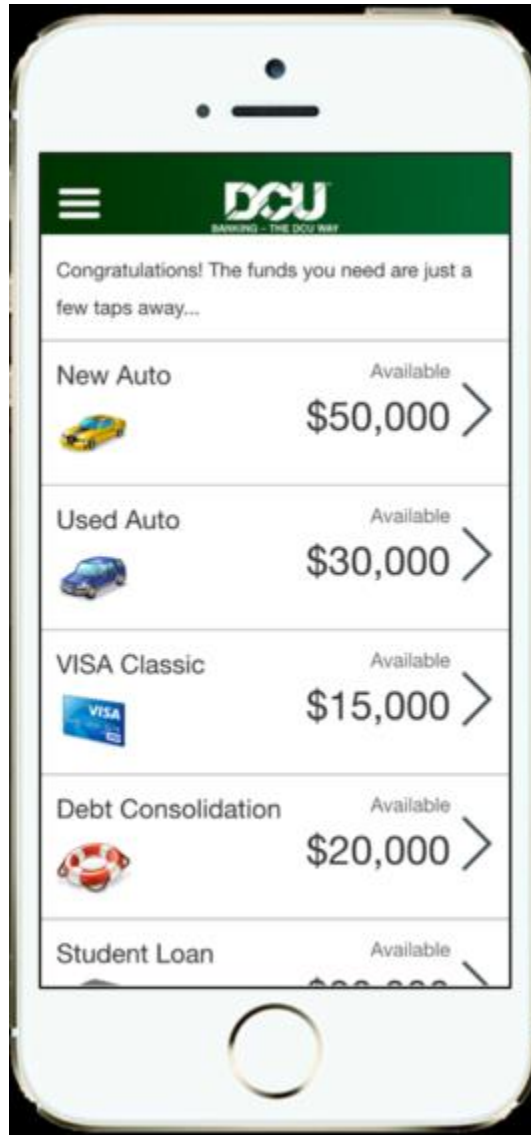 DCU
BANKING – THE DCU WAY
Congratulations! The funds you need are just a
few taps away...
New Auto
Available
$50,000
Used Auto
Available
$30,000
VISA Classic
Available
$15,000
VISA
Debt Consolidation
Available
$20,000
Student Loan
Available